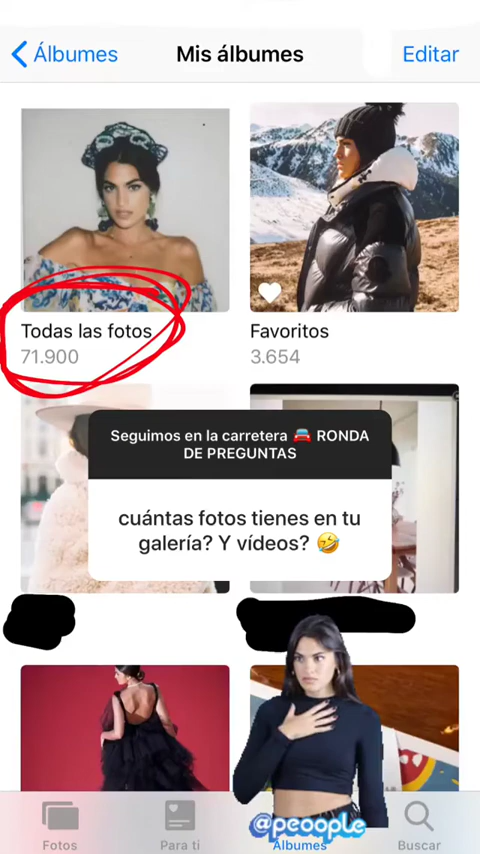 Álbumes
Mis álbumes
Editar
Todas las fotos
71.900
Favoritos
3.654
Seguimos en la carretera 🚘 RONDA
DE PREGUNTAS
cuántas fotos tienes en tu
galería? Y vídeos? 🤣
@peoople
Fotos
Para ti
Álbumes
Buscar